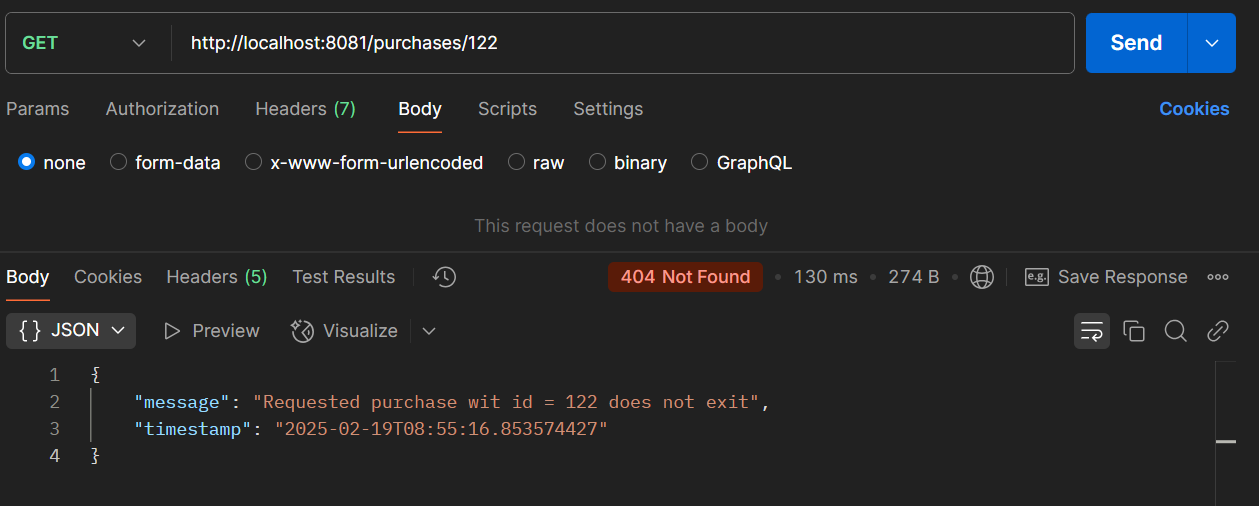 GET http://localhost:8081/purchases/122 Send
Params Authorization Headers (7) Body Scripts Settings Cookies
none form-data x-www-form-urlencoded raw binary GraphQL
This request does not have a body
Body Cookies Headers (5) Test Results 404 Not Found • 130 ms • 274 B • e.g. Save Response
{} JSON Preview Visualize
1 {
2 "message": "Requested purchase wit id = 122 does not exit",
3 "timestamp": "2025-02-19T08:55:16.853574427"
4 }